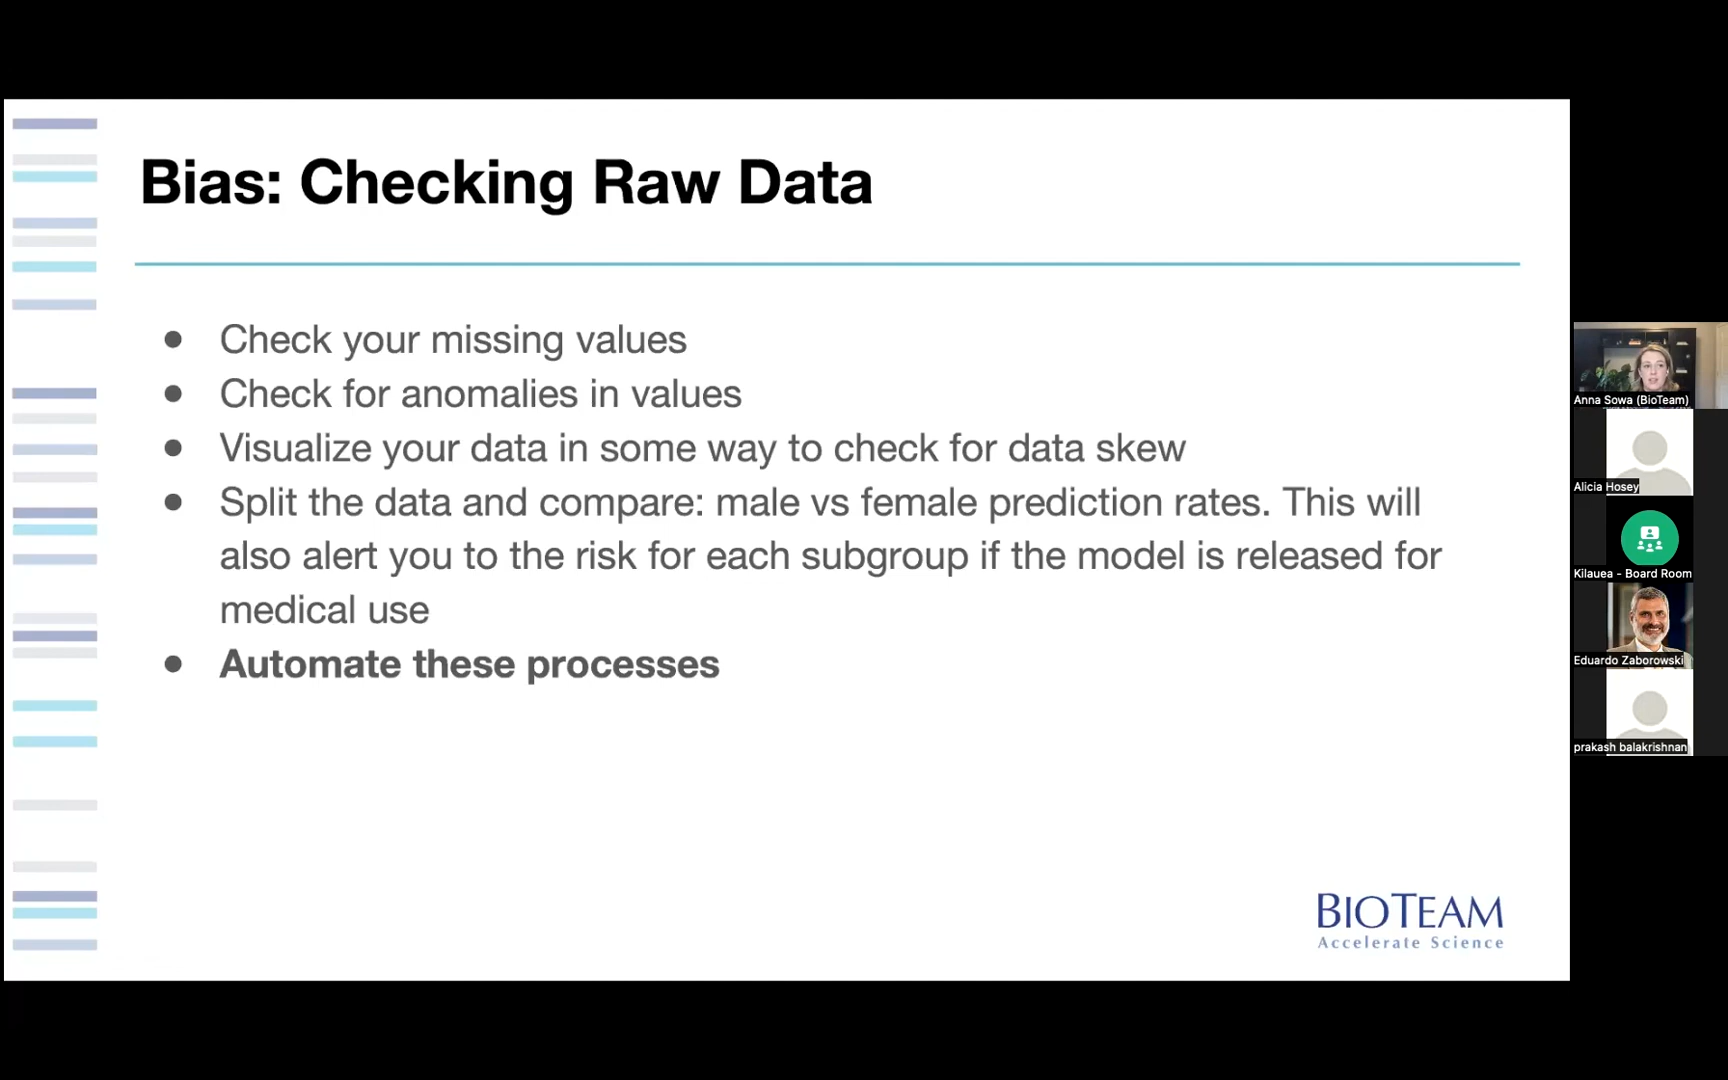 Bias: Checking Raw Data
Check your missing values
Check for anomalies in values
Visualize your data in some way to check for data skew
Split the data and compare: male vs female prediction rates. This will
also alert you to the risk for each subgroup if the model is released for
medical use
Automate these processes
BIOTEAM
Accelerate Science
Anna Sowa (BioTeam)
Alicia Hosey
Kilauea - Board Room
Eduardo Zaborowski
prakash balakrishnan